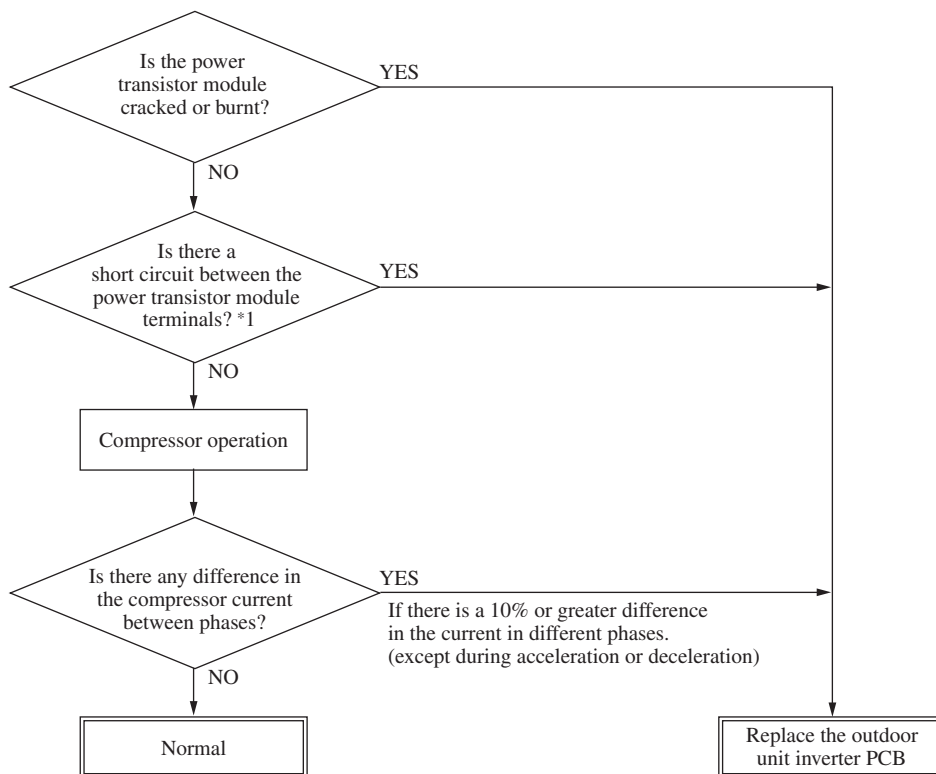 Is the power
transistor module
cracked or burnt?
YES
NO
Is there a
short circuit between the
power transistor module
terminals? *1
YES
NO
Compressor operation
Is there any difference in
the compressor current
between phases?
YES
If there is a 10% or greater difference
in the current in different phases.
(except during acceleration or deceleration)
NO
Normal
Replace the outdoor
unit inverter PCB